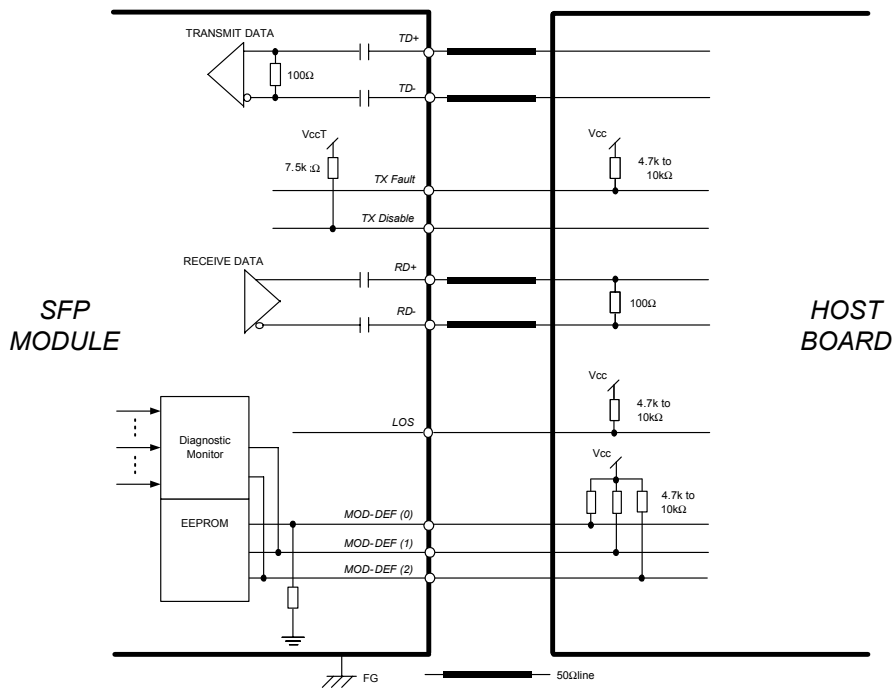 TRANSMIT DATA
TD+
100Ω
TD-
VccT
7.5k :Ω
TX Fault
Vcc
4.7k to
10kΩ
TX Disable
RECEIVE DATA
RD+
100Ω
RD-
SFP
MODULE
HOST
BOARD
Vcc
4.7k to
10kΩ
LOS
Diagnostic
Monitor
Vcc
4.7k to
10kΩ
EEPROM
MOD-DEF (0)
MOD-DEF (1)
MOD-DEF (2)
FG
50Ωline